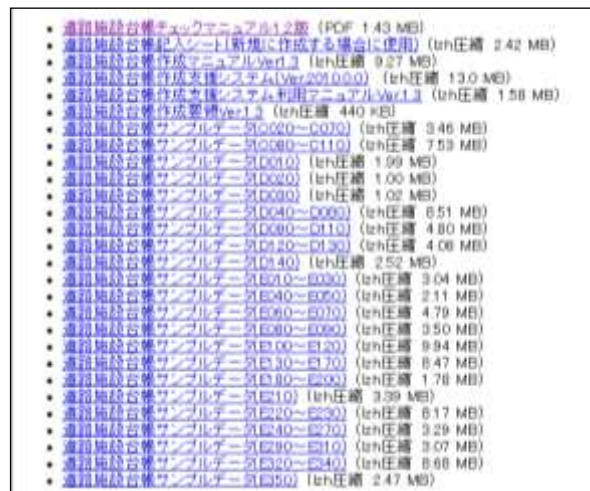 道路施設台帳チェックマニュアル1.2版 (PDF 1.43 MB)
道路施設台帳記入シート(新規に作成する場合に使用) (lzh圧縮 2.42 MB)
道路施設台帳作成マニュアルVer1.3 (lzh圧縮 9.27 MB)
道路施設台帳作成支援システム(Ver2010.0.0) (lzh圧縮 13.0 MB)
道路施設台帳作成支援システム利用マニュアルVer1.3 (lzh圧縮 1.58 MB)
道路施設台帳作成要領Ver1.3 (lzh圧縮 440 KB)
道路施設台帳サンプルデータ(C020~C070) (lzh圧縮 3.46 MB)
道路施設台帳サンプルデータ(C080~C110) (lzh圧縮 7.53 MB)
道路施設台帳サンプルデータ(D010) (lzh圧縮 1.99 MB)
道路施設台帳サンプルデータ(D020) (lzh圧縮 1.00 MB)
道路施設台帳サンプルデータ(D030) (lzh圧縮 1.02 MB)
道路施設台帳サンプルデータ(D040~D060) (lzh圧縮 6.51 MB)
道路施設台帳サンプルデータ(D080~D110) (lzh圧縮 4.80 MB)
道路施設台帳サンプルデータ(D120~D130) (lzh圧縮 4.08 MB)
道路施設台帳サンプルデータ(D140) (lzh圧縮 2.52 MB)
道路施設台帳サンプルデータ(E010~E030) (lzh圧縮 3.04 MB)
道路施設台帳サンプルデータ(E040~E050) (lzh圧縮 2.11 MB)
道路施設台帳サンプルデータ(E060~E070) (lzh圧縮 4.79 MB)
道路施設台帳サンプルデータ(E080~E090) (lzh圧縮 3.50 MB)
道路施設台帳サンプルデータ(E100~E120) (lzh圧縮 9.94 MB)
道路施設台帳サンプルデータ(E130~E170) (lzh圧縮 8.47 MB)
道路施設台帳サンプルデータ(E180~E200) (lzh圧縮 1.78 MB)
道路施設台帳サンプルデータ(E210) (lzh圧縮 3.39 MB)
道路施設台帳サンプルデータ(E220~E230) (lzh圧縮 8.17 MB)
道路施設台帳サンプルデータ(E240~E270) (lzh圧縮 3.29 MB)
道路施設台帳サンプルデータ(E290~E310) (lzh圧縮 3.07 MB)
道路施設台帳サンプルデータ(E320~E340) (lzh圧縮 8.68 MB)
道路施設台帳サンプルデータ(E350) (lzh圧縮 2.47 MB)